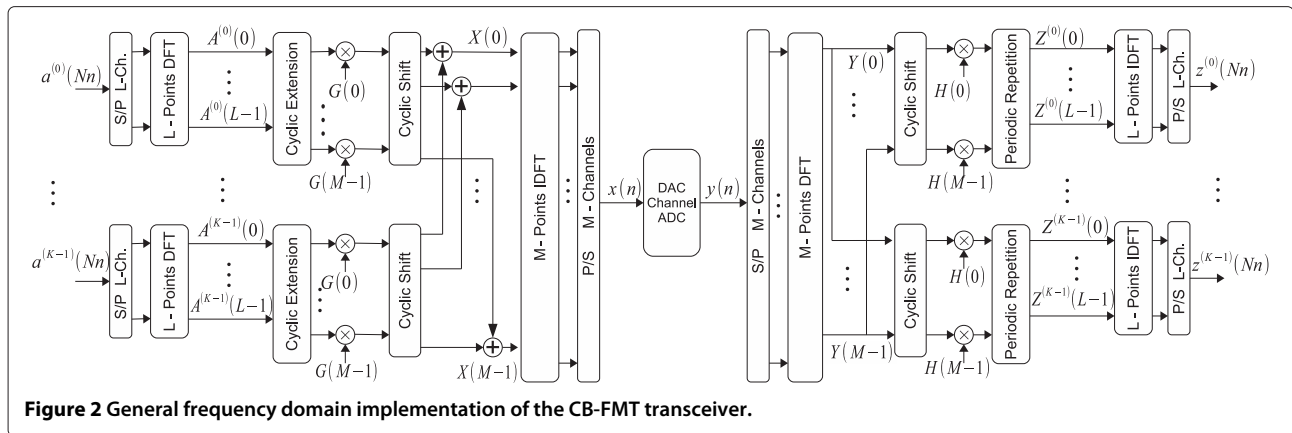 a^{(0)}(Nn)
S/P L-Ch.
L - Points DFT
A^{(0)}(0)
A^{(0)}(L-1)
Cyclic Extension
G(0)
G(M-1)
Cyclic Shift
X(0)
a^{(K-1)}(Nn)
S/P L-Ch.
L - Points DFT
A^{(K-1)}(0)
A^{(K-1)}(L-1)
Cyclic Extension
G(0)
G(M-1)
Cyclic Shift
X(M-1)
M - Points IDFT
P/S M - Channels
x(n)
DAC
Channel
ADC
y(n)
S/P M - Channels
M - Points DFT
Y(0)
Y(M-1)
Cyclic Shift
H(0)
H(M-1)
Periodic Repetition
Z^{(0)}(0)
Z^{(0)}(L-1)
L - Points IDFT
P/S L-Ch.
z^{(0)}(Nn)
Cyclic Shift
H(0)
H(M-1)
Periodic Repetition
Z^{(K-1)}(0)
Z^{(K-1)}(L-1)
L - Points IDFT
P/S L-Ch.
z^{(K-1)}(Nn)
Figure 2 General frequency domain implementation of the CB-FMT transceiver.